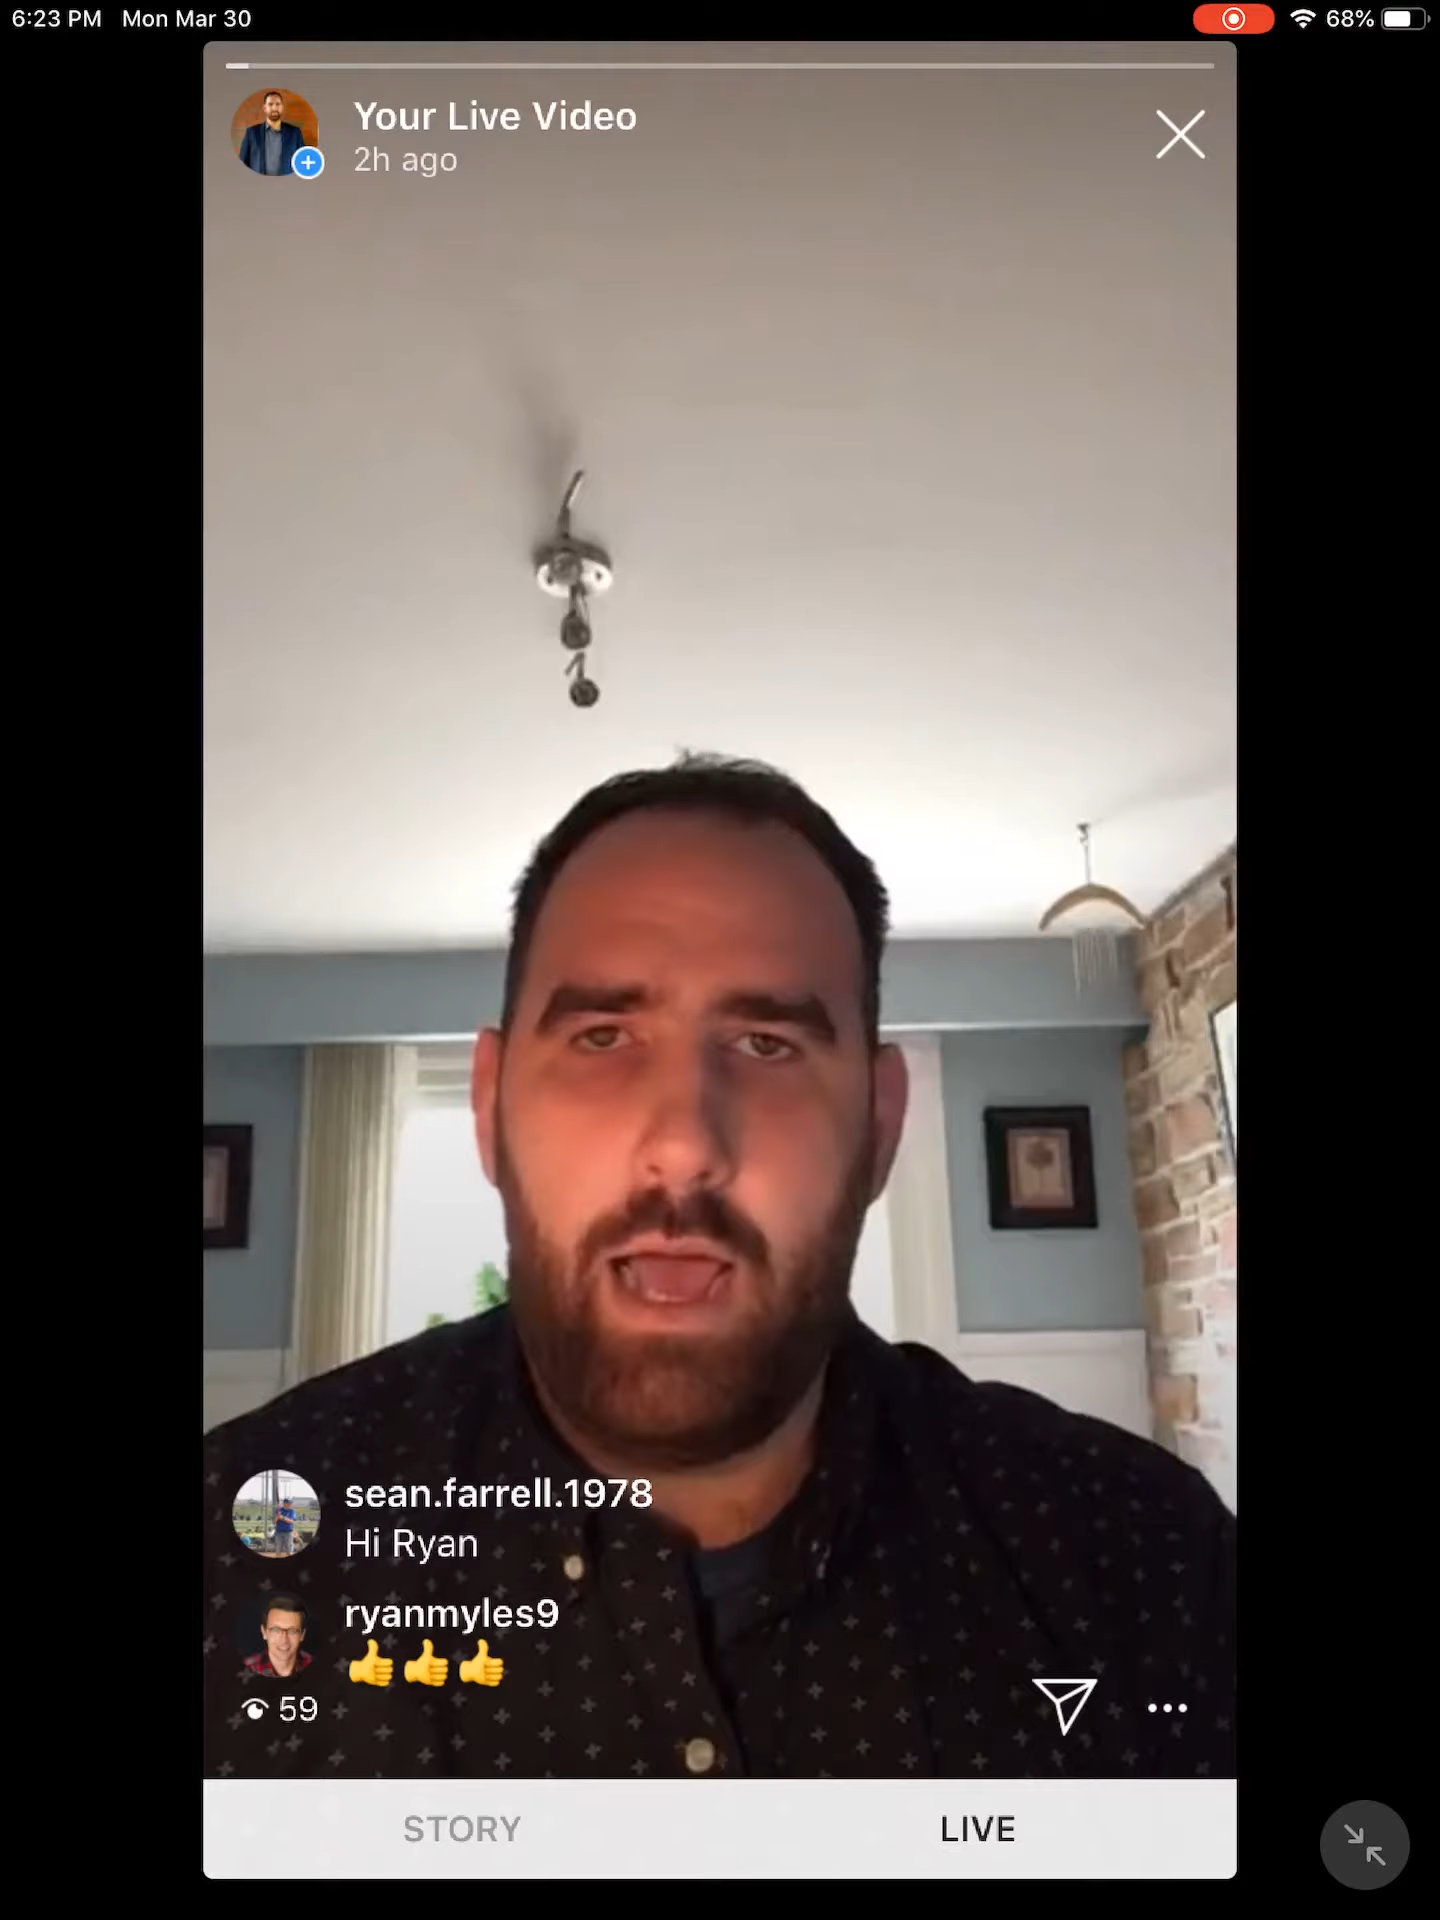 6:23 PM Mon Mar 30 68%
Your Live Video
2h ago
sean.farrell.1978
Hi Ryan
ryanmyles9
👍👍👍
59
STORY LIVE